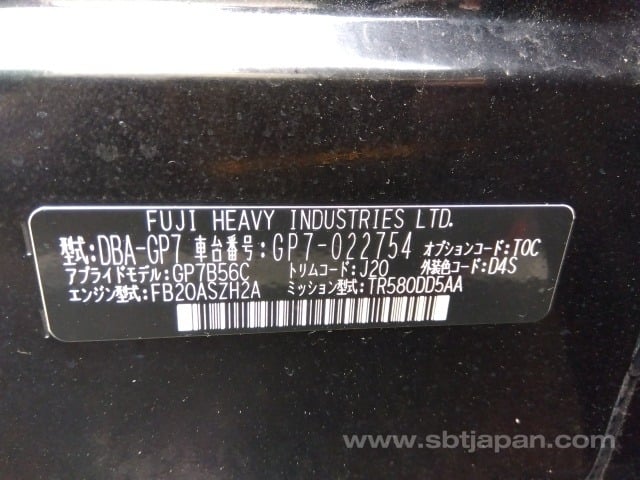 FUJI HEAVY INDUSTRIES LTD.
型式:DBA-GP7 車台番号:GP7-022754 オプションコード:TOC
アプライドモデル:GP7B56C トリムコード:J20 外装色コード:D4S
エンジン型式:FB20ASZH2A ミッション型式:TR580DD5AA
www.sbtjapan.com